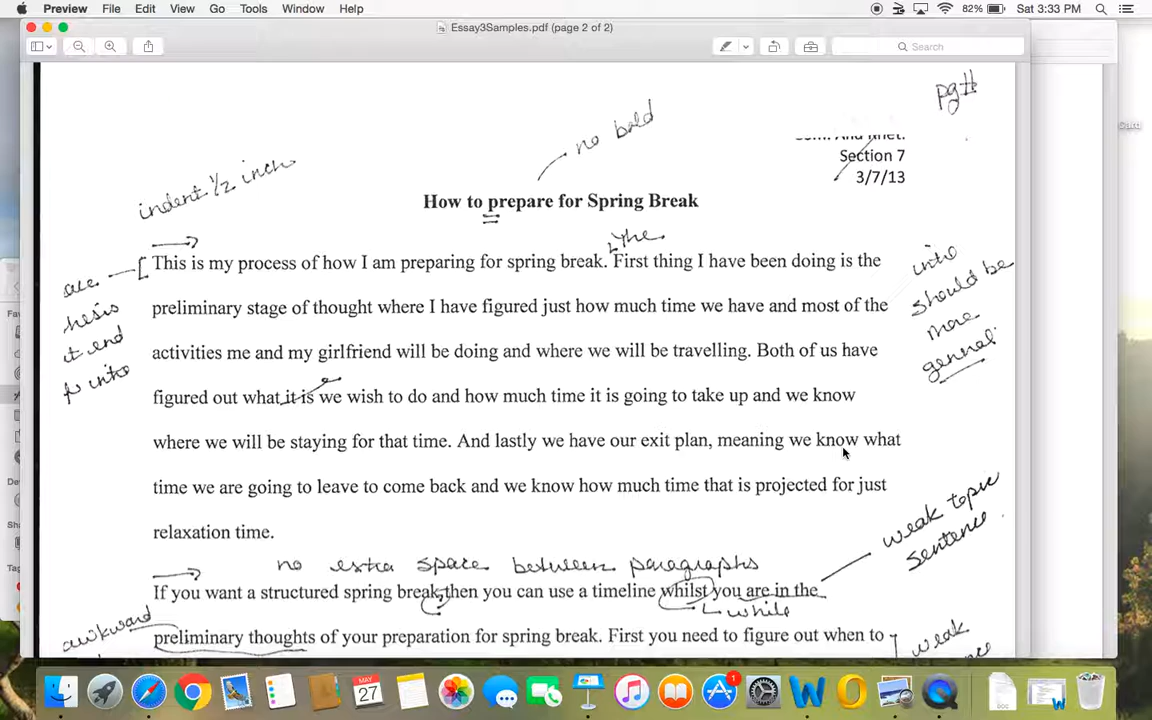 Preview File Edit View Go Tools Window Help 82% Sat 3:33 PM
Essay3Samples.pdf (page 2 of 2)
Search
pg#
no bold
Section 7
3/7/13
indent 1/2 inch
How to prepare for Spring Break
the
This is my process of how I am preparing for spring break. First thing I have been doing is the
preliminary stage of thought where I have figured just how much time we have and most of the
activities me and my girlfriend will be doing and where we will be travelling. Both of us have
figured out what it is we wish to do and how much time it is going to take up and we know
where we will be staying for that time. And lastly we have our exit plan, meaning we know what
time we are going to leave to come back and we know how much time that is projected for just
relaxation time.
hesis
into
should be
more
no extra space between paragraphs
weak topic
sentence
If you want a structured spring break, then you can use a timeline whilst you are in the
while
awkward
preliminary thoughts of your preparation for spring break. First you need to figure out when to
weak
MAY
27
1
DOC